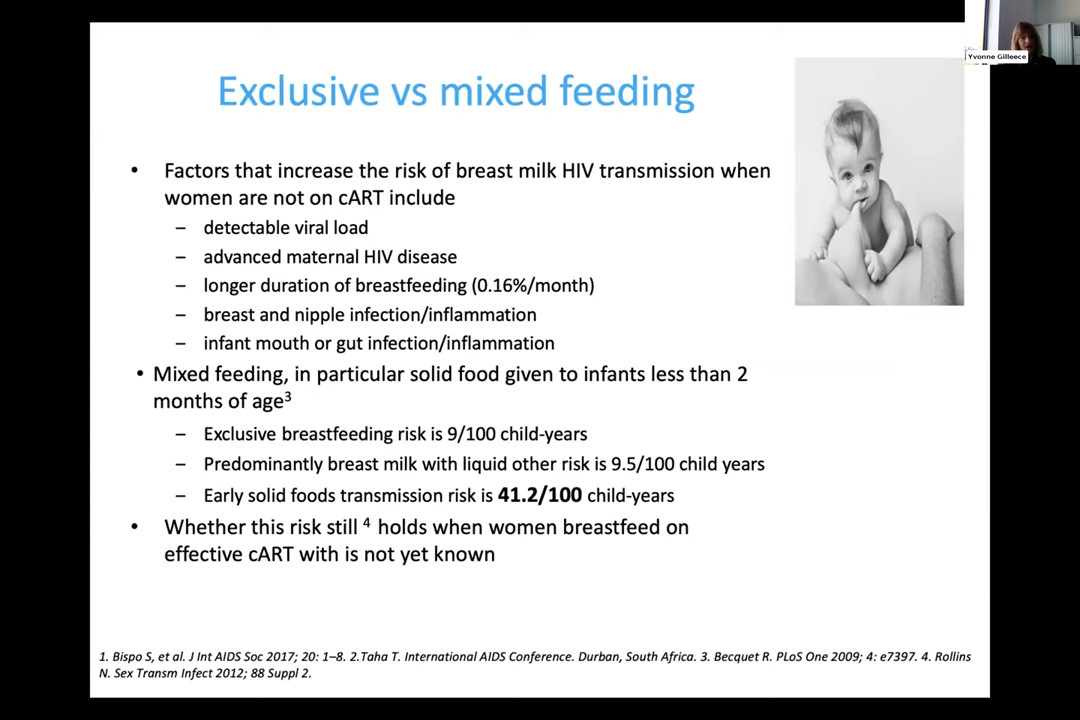 Yvonne Gilleece
Exclusive vs mixed feeding
• Factors that increase the risk of breast milk HIV transmission when
women are not on cART include
– detectable viral load
– advanced maternal HIV disease
– longer duration of breastfeeding (0.16%/month)
– breast and nipple infection/inflammation
– infant mouth or gut infection/inflammation
• Mixed feeding, in particular solid food given to infants less than 2
months of age³
– Exclusive breastfeeding risk is 9/100 child-years
– Predominantly breast milk with liquid other risk is 9.5/100 child years
– Early solid foods transmission risk is 41.2/100 child-years
• Whether this risk still ⁴ holds when women breastfeed on
effective cART with is not yet known
1. Bispo S, et al. J Int AIDS Soc 2017; 20: 1–8. 2.Taha T. International AIDS Conference. Durban, South Africa. 3. Becquet R. PLoS One 2009; 4: e7397. 4. Rollins
N. Sex Transm Infect 2012; 88 Suppl 2.